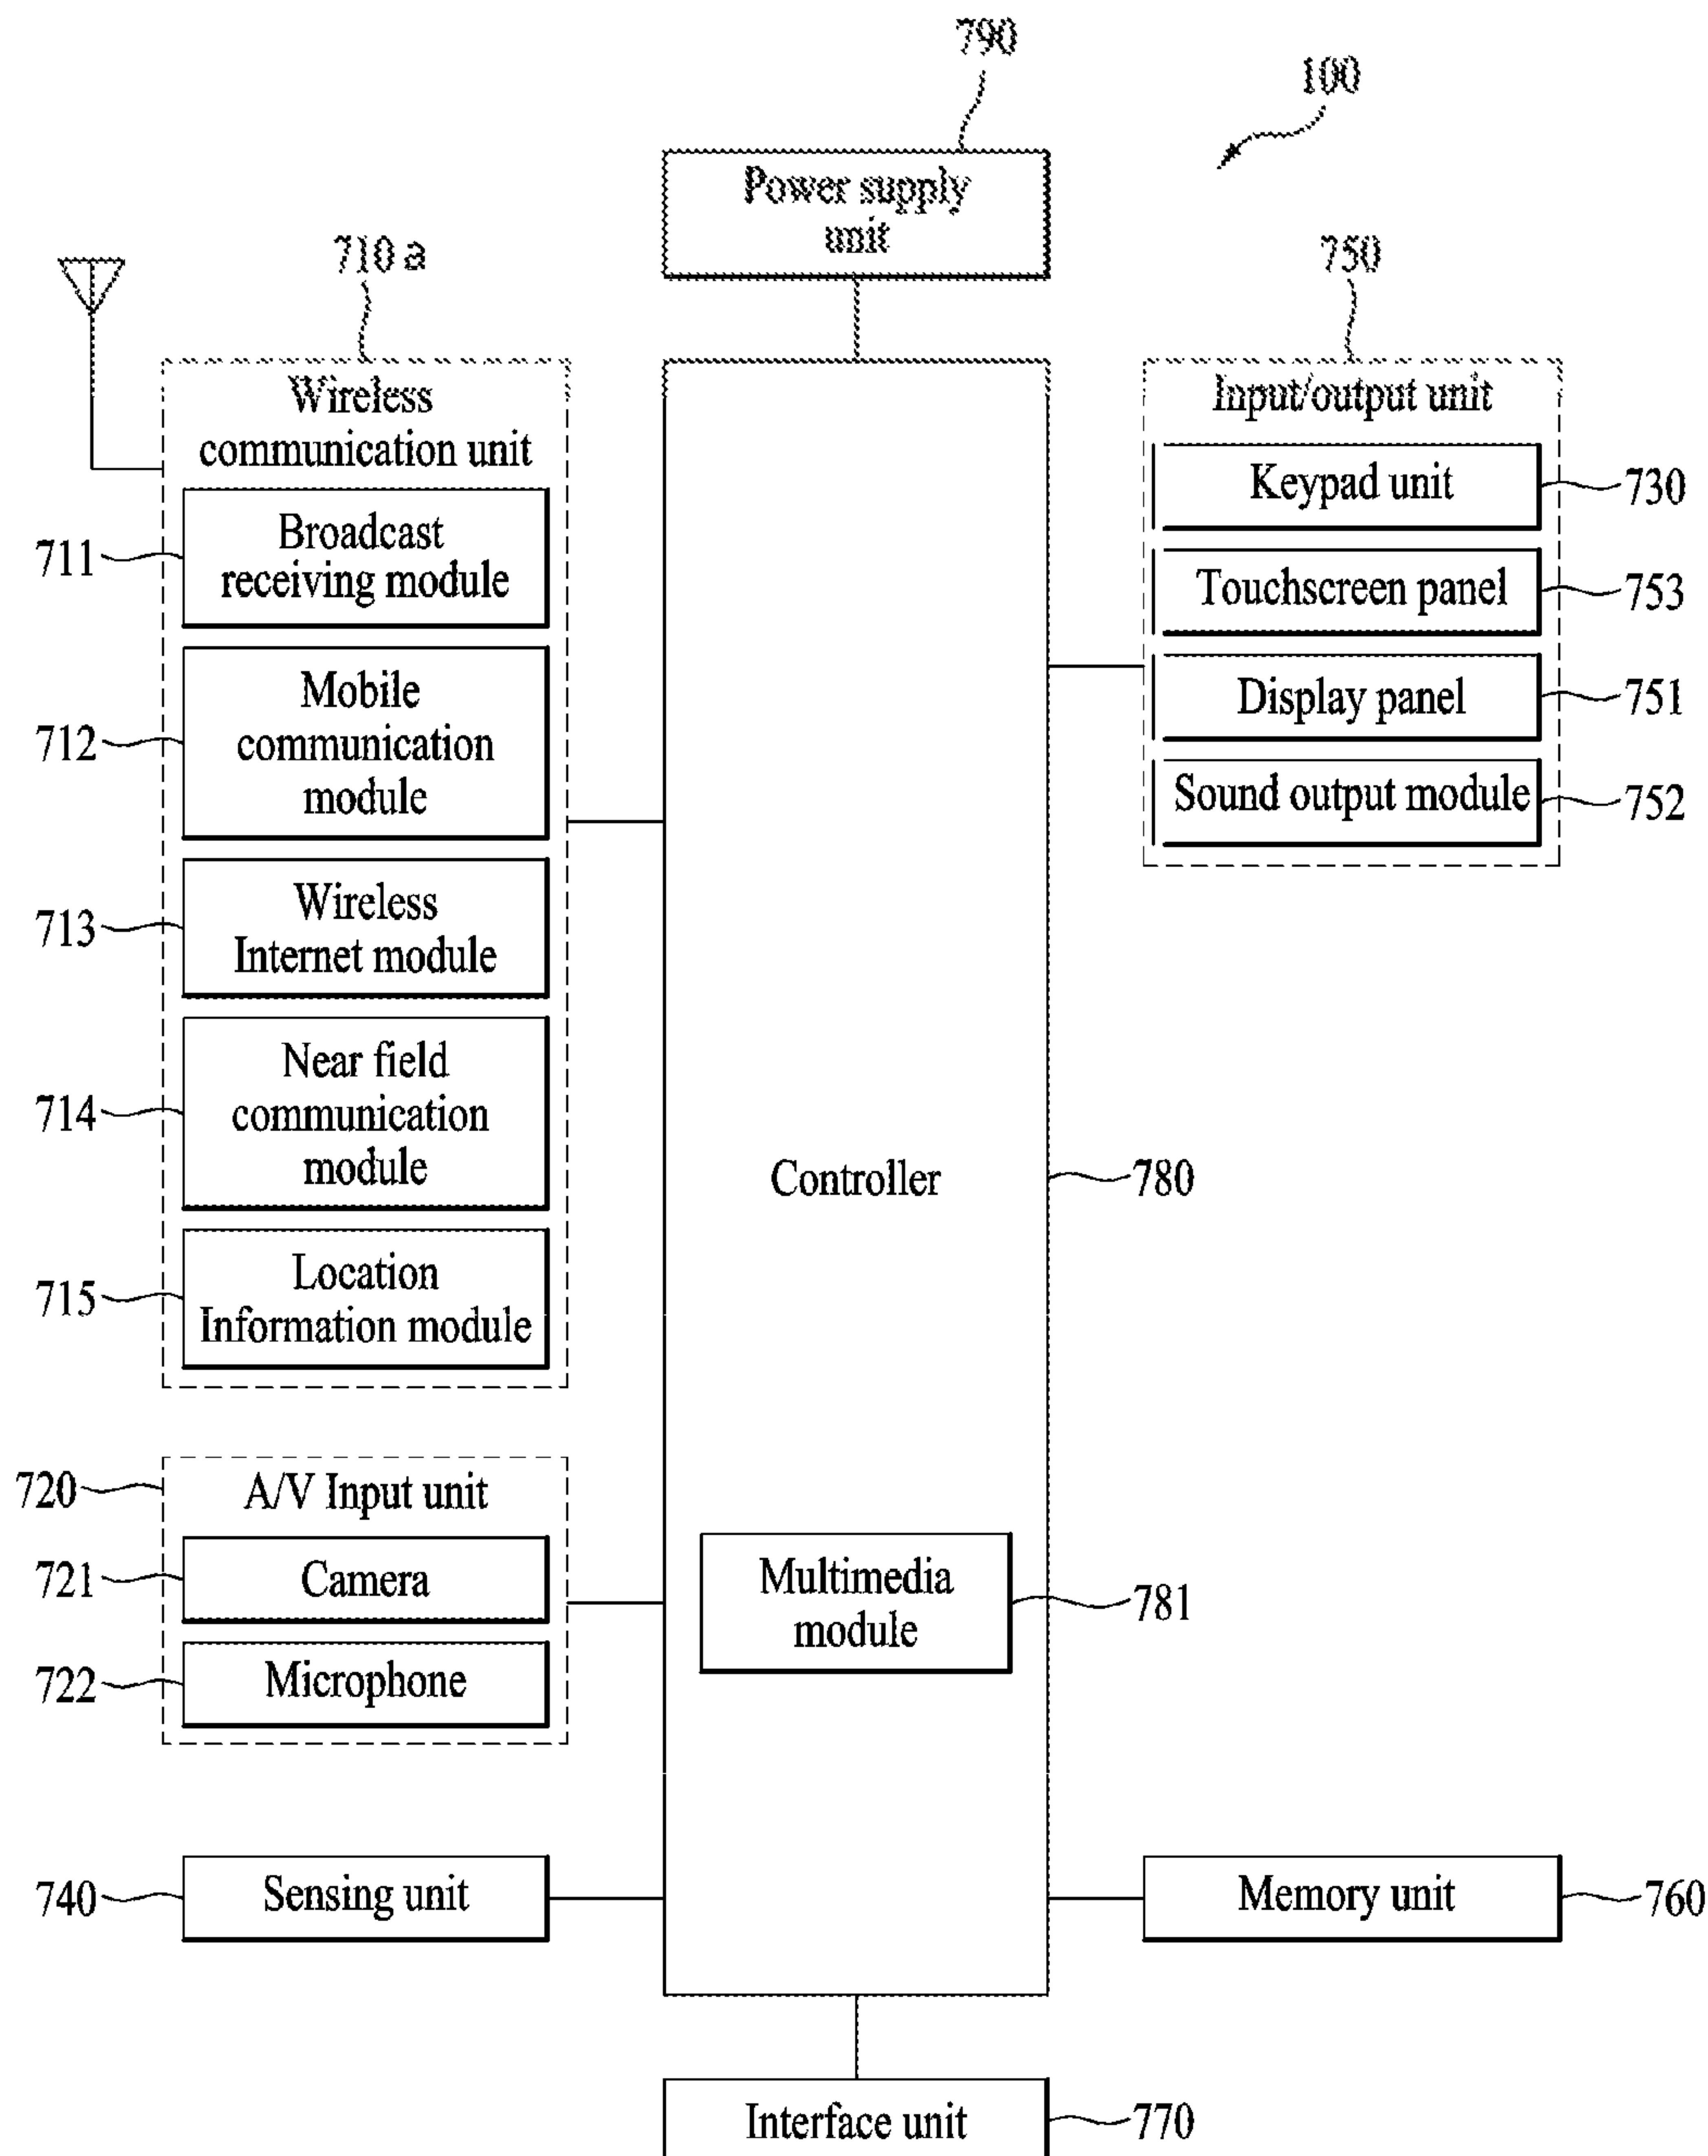 790
100
Power supply
unit
710 a
750
Wireless
communication unit
Input/output unit
Broadcast
receiving module
711
Mobile
communication
module
712
Wireless
Internet module
713
Near field
communication
module
714
Location
Information module
715
Keypad unit
730
Touchscreen panel
753
Display panel
751
Sound output module
752
Controller
780
720
A/V Input unit
721
Camera
722
Microphone
Multimedia
module
781
740
Sensing unit
Memory unit
760
Interface unit
770